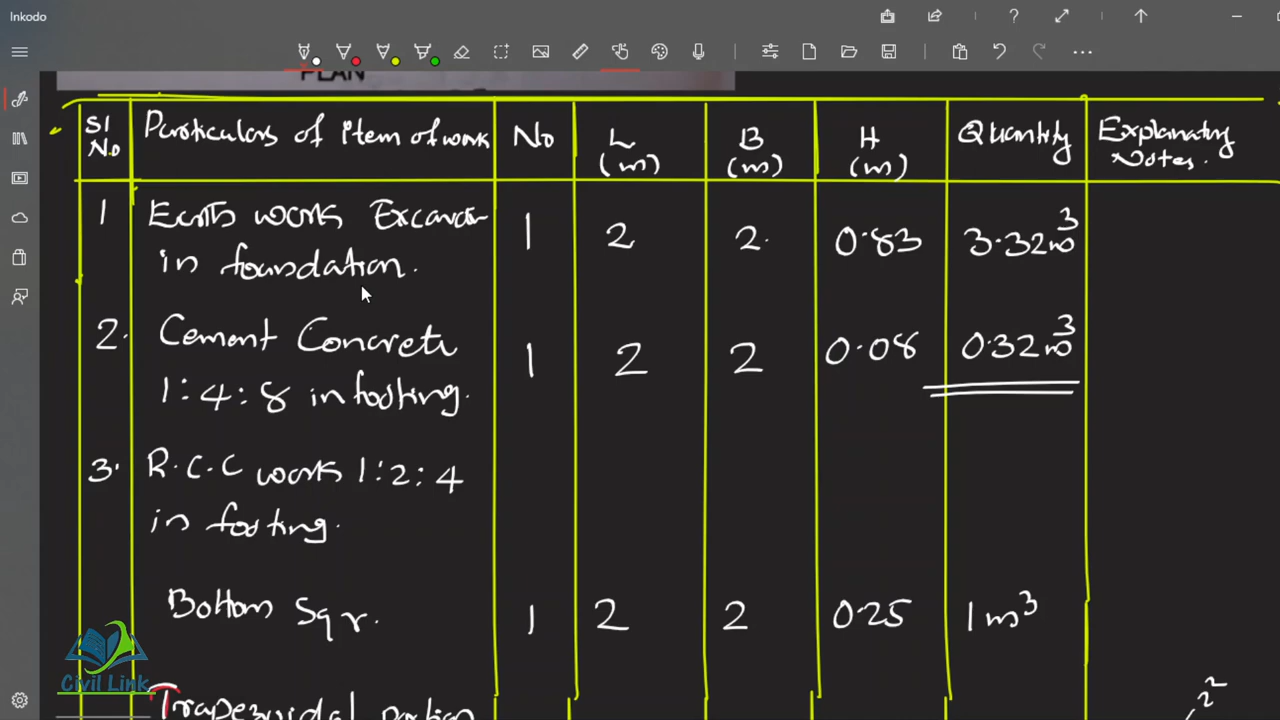 Inkodo
PLAN
Sl No Particulars of item of work No L (m) B (m) H (m) Quantity Explanatry Notes.
1 Earth works Excavation in foundation. 1 2 2. 0.83 3.32m³
2. Cement Concrete 1:4:8 in footing. 1 2 2 0.08 0.32m³
3. R.C.C works 1:2:4 in footing.
Bottom Sqr. 1 2 2 0.25 1m³
Civil Link
Trapezoidal portion
2²